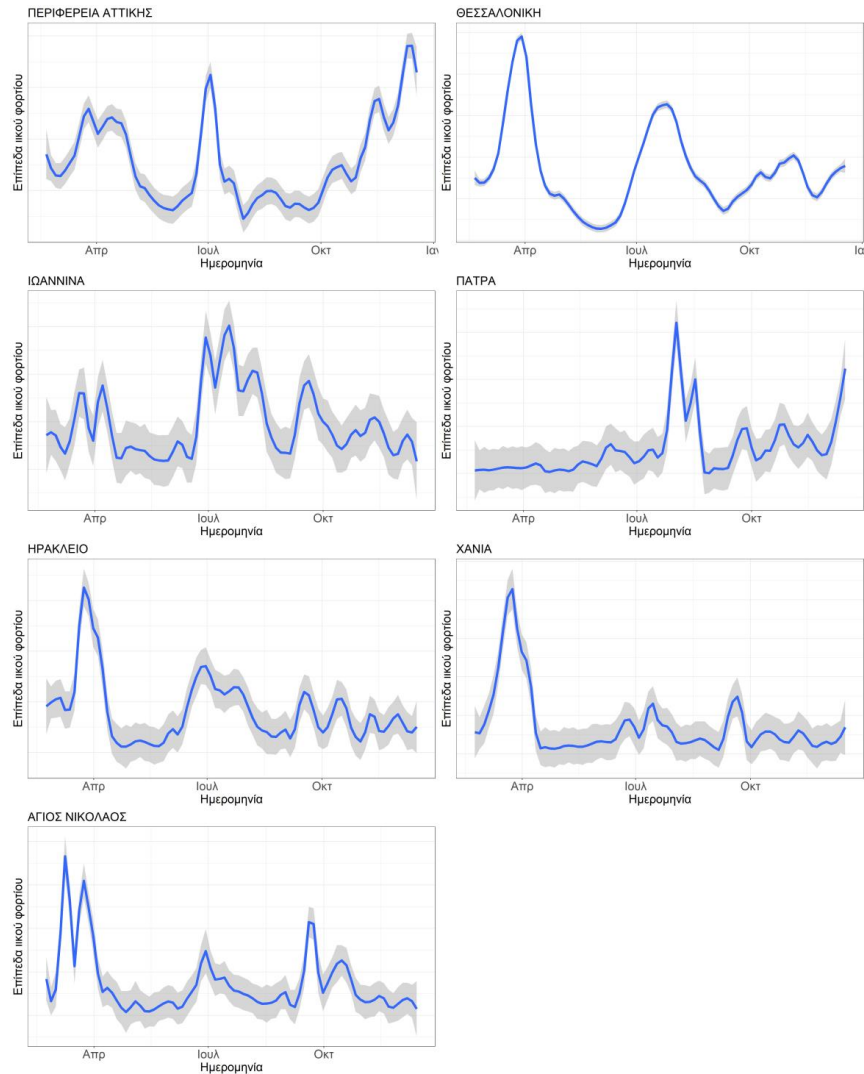 ΠΕΡΙΦΕΡΕΙΑ ΑΤΤΙΚΗΣ
Επίπεδα ιικού φορτίου
Απρ Ιουλ Οκτ Ιαν
Ημερομηνία
ΘΕΣΣΑΛΟΝΙΚΗ
Επίπεδα ιικού φορτίου
Απρ Ιουλ Οκτ Ια
Ημερομηνία
ΙΩΑΝΝΙΝΑ
Επίπεδα ιικού φορτίου
Απρ Ιουλ Οκτ
Ημερομηνία
ΠΑΤΡΑ
Επίπεδα ιικού φορτίου
Απρ Ιουλ Οκτ
Ημερομηνία
ΗΡΑΚΛΕΙΟ
Επίπεδα ιικού φορτίου
Απρ Ιουλ Οκτ
Ημερομηνία
ΧΑΝΙΑ
Επίπεδα ιικού φορτίου
Απρ Ιουλ Οκτ
Ημερομηνία
ΑΓΙΟΣ ΝΙΚΟΛΑΟΣ
Επίπεδα ιικού φορτίου
Απρ Ιουλ Οκτ
Ημερομηνία